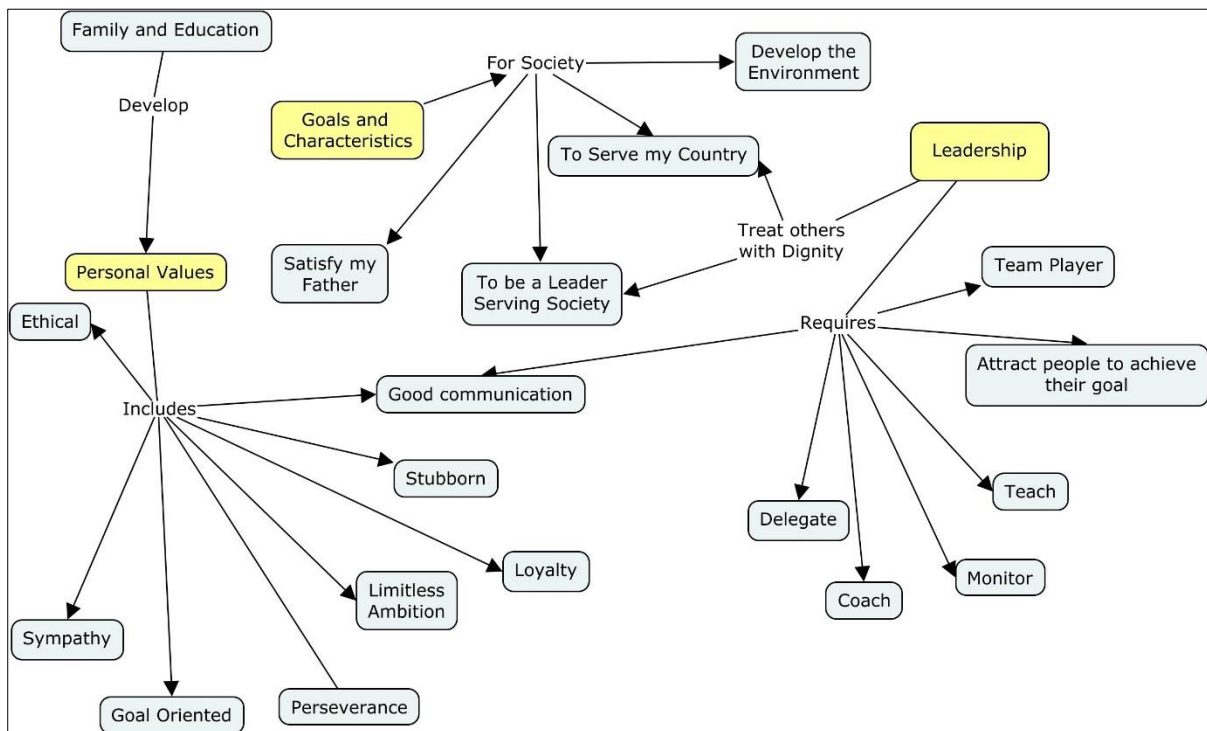 Family and Education
Develop
Personal Values
Ethical
Includes
Sympathy
Goal Oriented
Perseverance
Limitless
Ambition
Loyalty
Stubborn
Good communication
Goals and
Characteristics
For Society
Develop the
Environment
To Serve my Country
Satisfy my
Father
To be a Leader
Serving Society
Leadership
Treat others
with Dignity
Requires
Team Player
Attract people to achieve
their goal
Teach
Monitor
Coach
Delegate